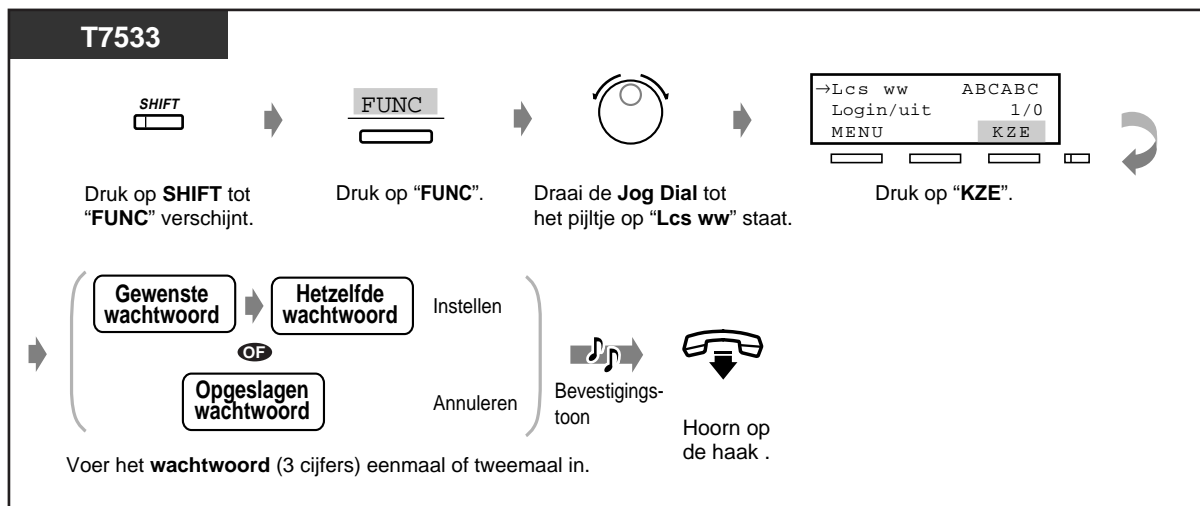 T7533
SHIFT
FUNC
→Lcs ww ABCABC
Login/uit 1/0
MENU KZE
Druk op SHIFT tot
“FUNC” verschijnt.
Druk op “FUNC”.
Draai de Jog Dial tot
het pijltje op “Lcs ww” staat.
Druk op “KZE”.
Gewenste
wachtwoord
Hetzelfde
wachtwoord
Instellen
OF
Opgeslagen
wachtwoord
Annuleren
Bevestigings-
toon
Hoorn op
de haak .
Voer het wachtwoord (3 cijfers) eenmaal of tweemaal in.